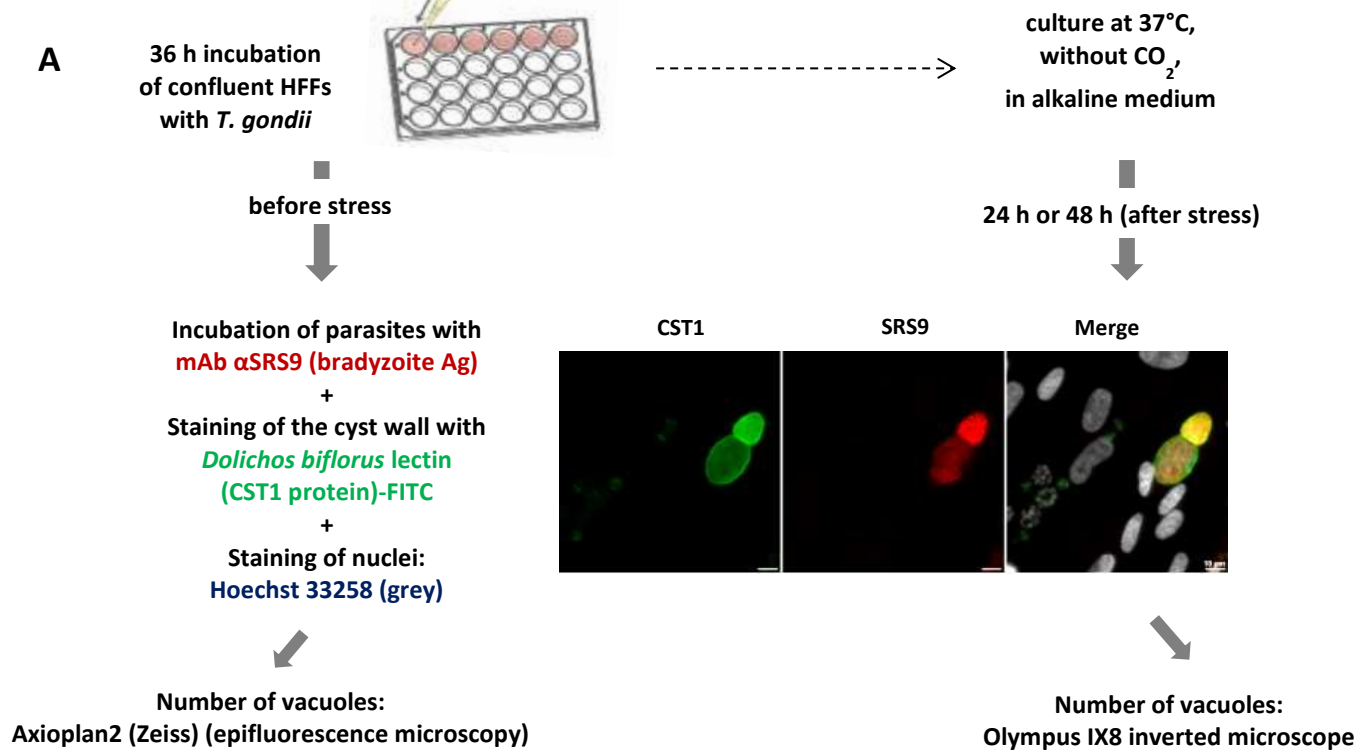 A
36 h incubation
of confluent HFFs
with T. gondii
culture at 37°C,
without CO2,
in alkaline medium
before stress
24 h or 48 h (after stress)
Incubation of parasites with
mAb αSRS9 (bradyzoite Ag)
+
Staining of the cyst wall with
Dolichos biflorus lectin
(CST1 protein)-FITC
+
Staining of nuclei:
Hoechst 33258 (grey)
CST1 SRS9 Merge
10 µm
Number of vacuoles:
Axioplan2 (Zeiss) (epifluorescence microscopy)
Number of vacuoles:
Olympus IX8 inverted microscope